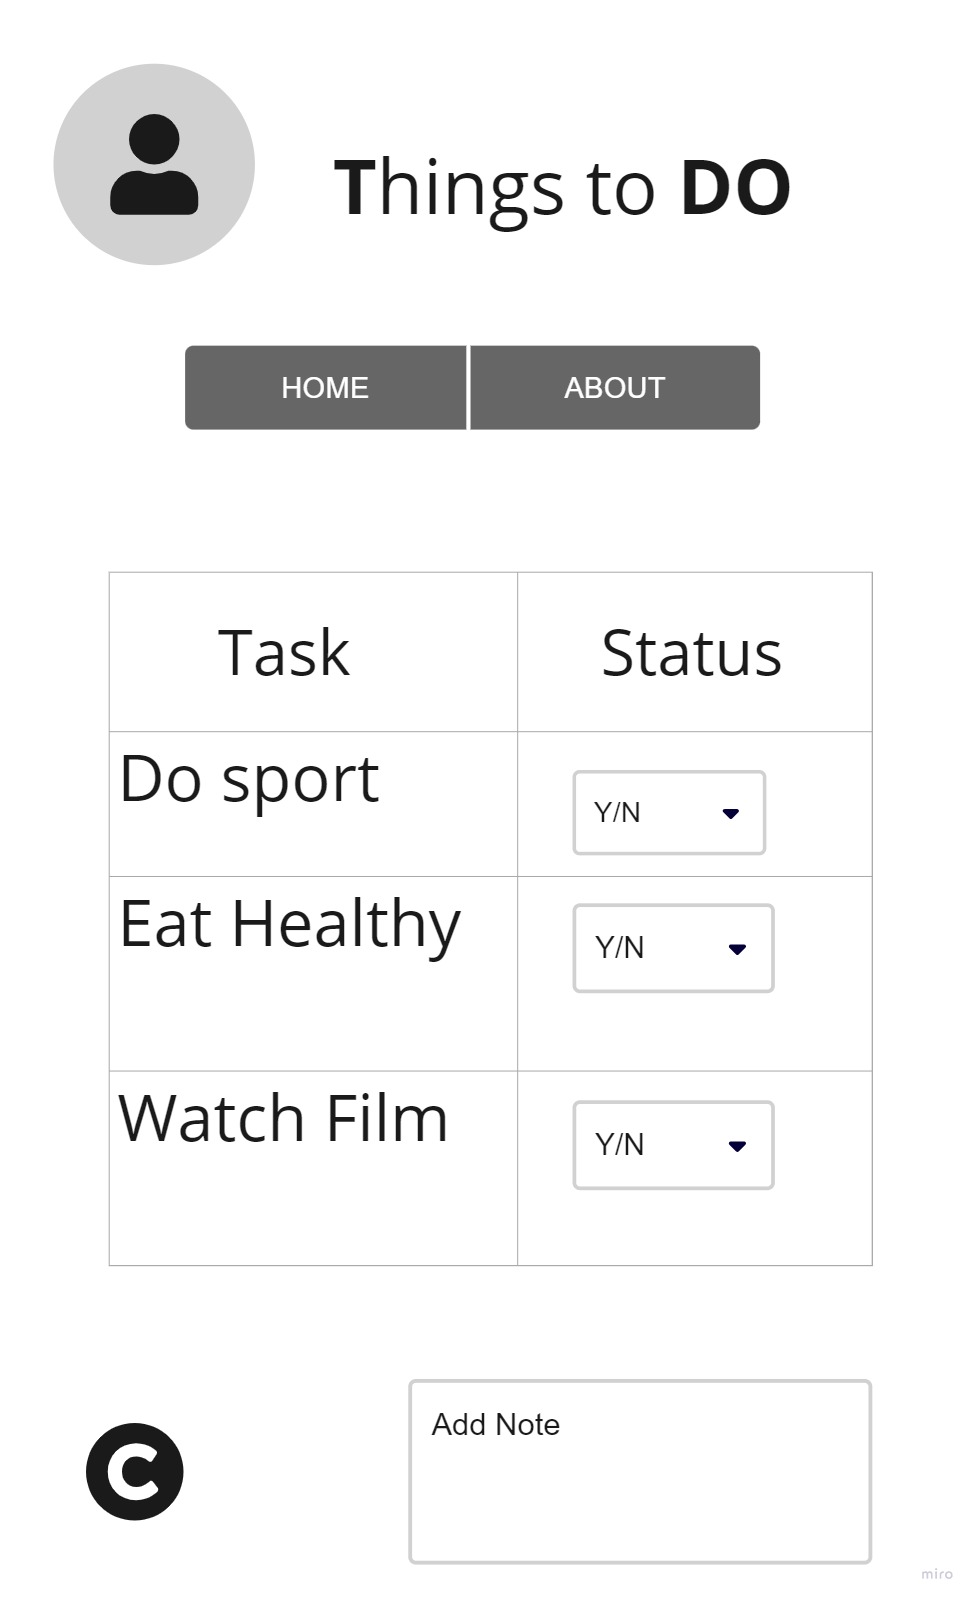 Things to DO
HOME ABOUT
Task Status
Do sport Y/N
Eat Healthy Y/N
Watch Film Y/N
Add Note
C
miro